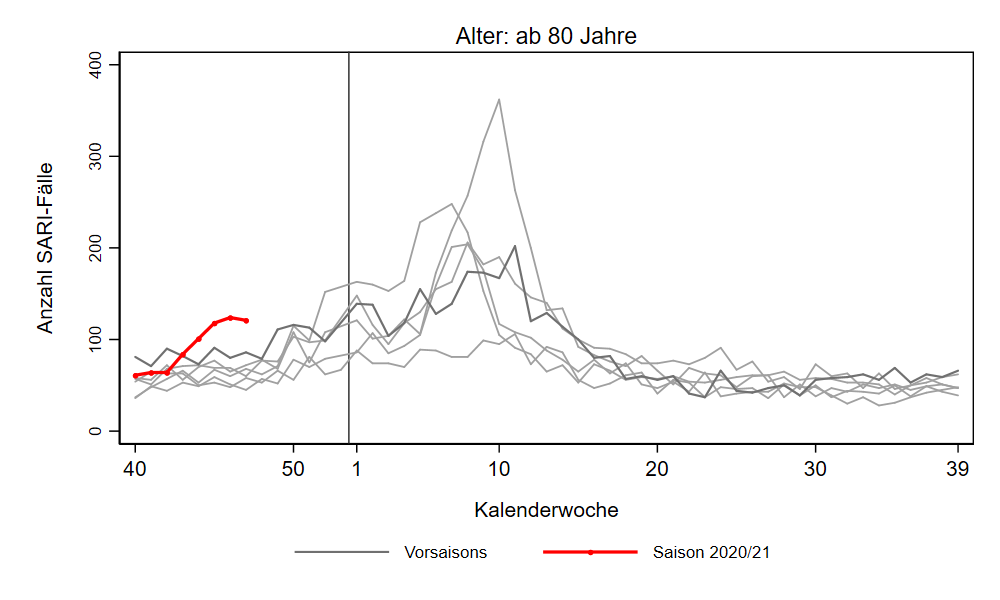 Alter: ab 80 Jahre
Anzahl SARI-Fälle
400
300
200
100
0
40 50 1 10 20 30 39
Kalenderwoche
Vorsaisons Saison 2020/21